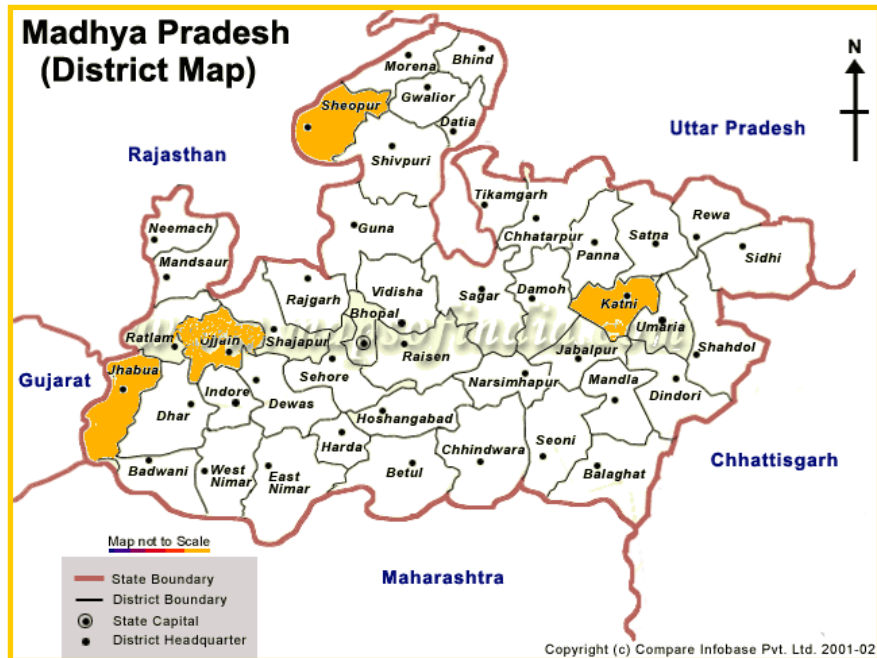 Madhya Pradesh
(District Map)
N
Rajasthan
Uttar Pradesh
Gujarat
Chhattisgarh
Maharashtra
Morena
Bhind
Sheopur
Gwalior
Datia
Shivpuri
Tikamgarh
Neemach
Guna
Chhatarpur
Rewa
Satna
Panna
Sidhi
Mandsaur
Rajgarh
Vidisha
Sagar
Damoh
Katni
Bhopal
Umaria
Ratlam
Ujjain
Shajapur
Raisen
Jabalpur
Shahdol
Jhabua
Sehore
Narsimhapur
Mandla
Indore
Dindori
Dhar
Dewas
Hoshangabad
Harda
Chhindwara
Seoni
Badwani
West
Nimar
East
Nimar
Betul
Balaghat
Map not to Scale
State Boundary
District Boundary
State Capital
District Headquarter
Copyright (c) Compare Infobase Pvt. Ltd. 2001-02